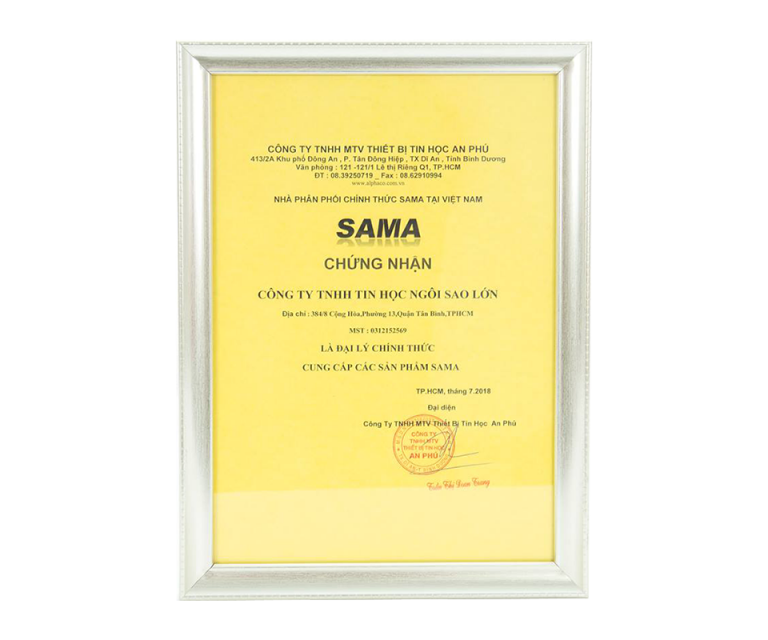 CÔNG TY TNHH MTV THIẾT BỊ TIN HỌC AN PHÚ
413/2A Khu phố Đông An , P. Tân Đông Hiệp , TX Dĩ An , Tỉnh Bình Dương
Văn phòng : 121 -121/1 Lê thị Riêng Q1, TP.HCM
ĐT : 08.39250719 _ Fax : 08.62910994
www.alphaco.com.vn
NHÀ PHÂN PHỐI CHÍNH THỨC SAMA TẠI VIỆT NAM
SAMA
CHỨNG NHẬN
CÔNG TY TNHH TIN HỌC NGÔI SAO LỚN
Địa chỉ : 384/8 Cộng Hòa,Phường 13,Quận Tân Bình,TPHCM
MST : 0312152569
LÀ ĐẠI LÝ CHÍNH THỨC
CUNG CẤP CÁC SẢN PHẨM SAMA
TP.HCM, tháng 7.2018
Đại diện
Công Ty TNHH MTV Thiết Bị Tin Học An Phú
CÔNG TY
TNHH MTV
THIẾT BỊ TIN HỌC
AN PHÚ
Trần Thị Đan Trang